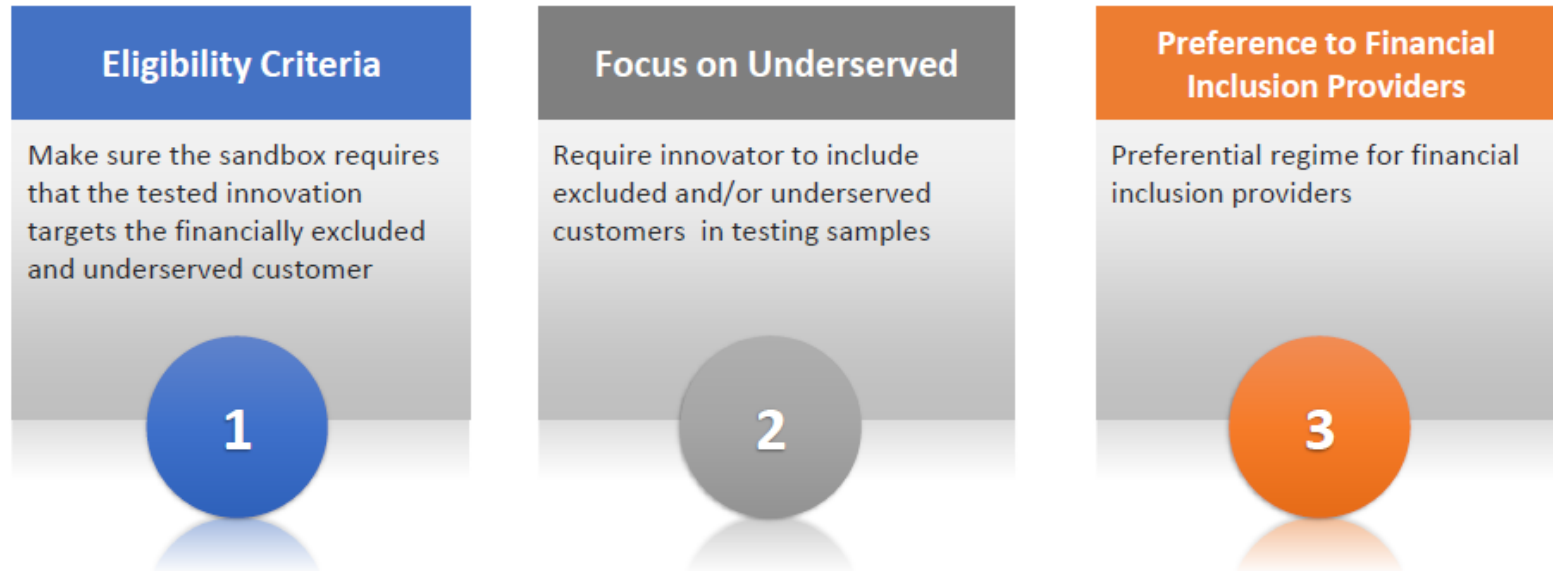 Eligibility Criteria
Make sure the sandbox requires
that the tested innovation
targets the financially excluded
and underserved customer
1
Focus on Underserved
Require innovator to include
excluded and/or underserved
customers  in testing samples
2
Preference to Financial
Inclusion Providers
Preferential regime for financial
inclusion providers
3